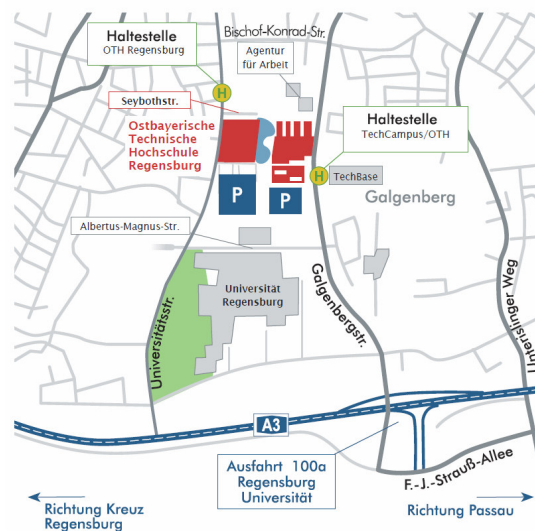 Haltestelle
OTH Regensburg
Bischof-Konrad-Str.
Agentur
für Arbeit
H
Seybothstr.
Haltestelle
TechCampus/OTH
Ostbayerische
Technische
Hochschule
Regensburg
H
TechBase
P
P
Galgenberg
Albertus-Magnus-Str.
Universität
Regensburg
Universitätsstr.
Galgenbergstr.
Unterislinger Weg
A3
Ausfahrt 100a
Regensburg
Universität
F.-J.-Strauß-Allee
Richtung Kreuz
Regensburg
Richtung Passau